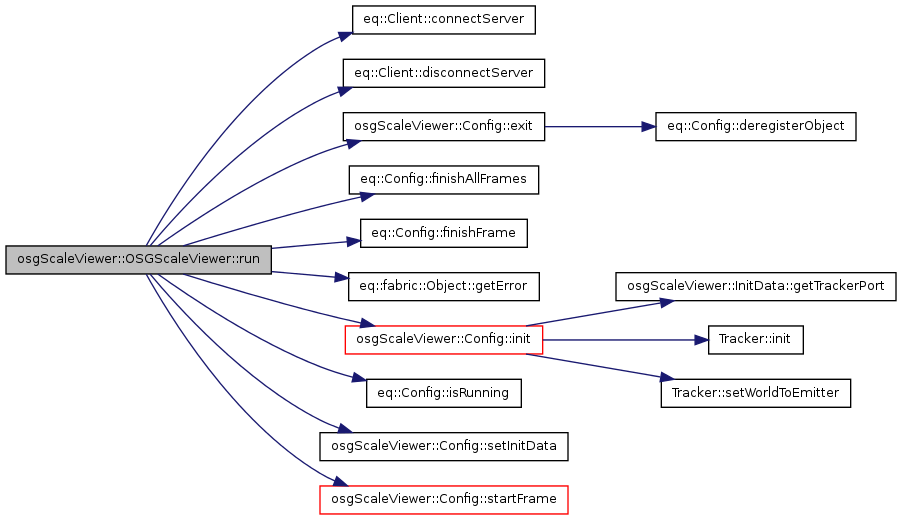 osgScaleViewer::OSGScaleViewer::run
eq::Client::connectServer
eq::Client::disconnectServer
osgScaleViewer::Config::exit
eq::Config::deregisterObject
eq::Config::finishAllFrames
eq::Config::finishFrame
eq::fabric::Object::getError
osgScaleViewer::Config::init
osgScaleViewer::InitData::getTrackerPort
Tracker::init
Tracker::setWorldToEmitter
eq::Config::isRunning
osgScaleViewer::Config::setInitData
osgScaleViewer::Config::startFrame